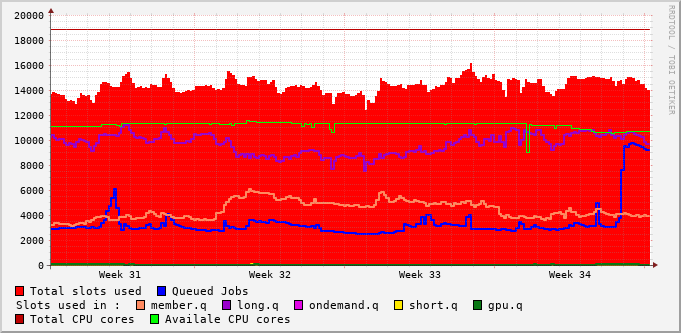 20000
18000
16000
14000
12000
10000
8000
6000
4000
2000
0
Week 31 Week 32 Week 33 Week 34
RRDTOOL / TOBI OETIKER
Total slots used Queued Jobs
Slots used in : member.q long.q ondemand.q short.q gpu.q
Total CPU cores Availale CPU cores